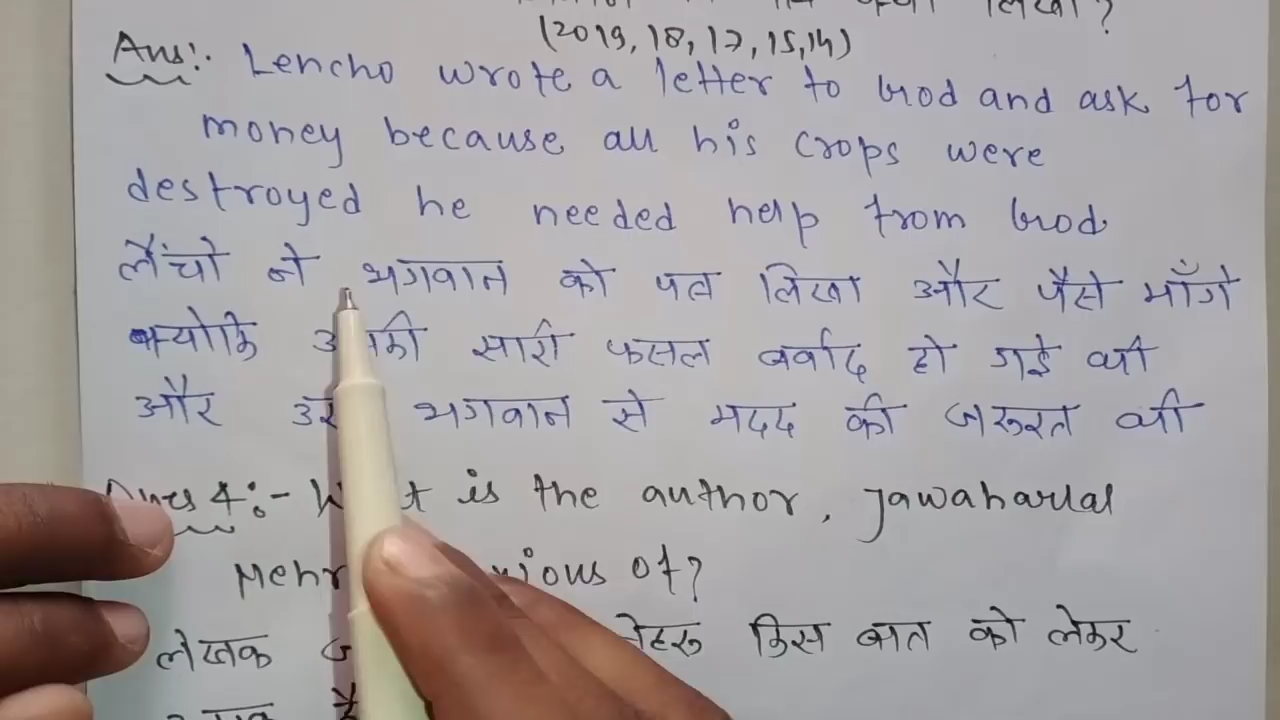 क्यों लिखा?
(2019, 18, 17, 15, 14)
Ans:- Lencho wrote a letter to God and ask for
money because all his crops were
destroyed he needed help from God
लेंचो ने भगवान को पत्र लिखा और पैसे माँगे
क्योकि सारी फसल बर्वाद हो गई थी
और भगवान से मदद की जरूरत थी
4:- is the author, Jawaharlal
of?
लेखक नेहरू किस बात को लेकर